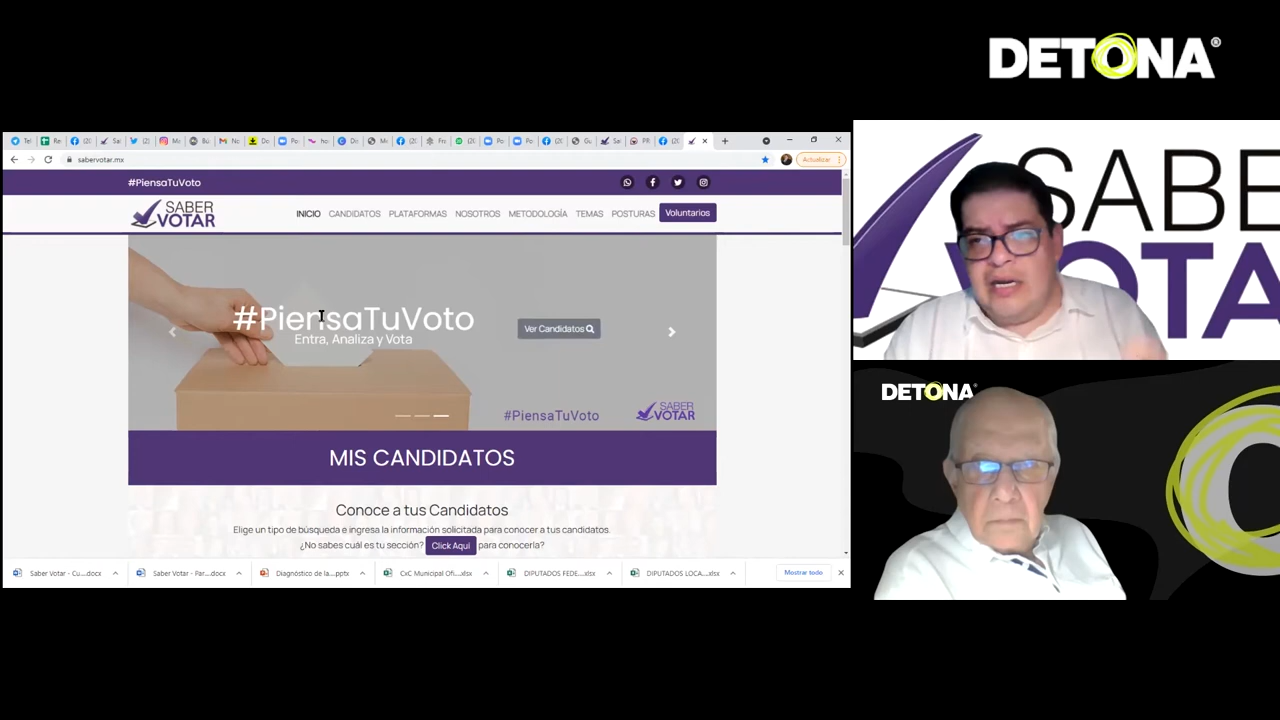 DETONA®
sabervotar.mx
Actualizar
#PiensaTuVoto
SABER
VOTAR
INICIO CANDIDATOS PLATAFORMAS NOSOTROS METODOLOGÍA TEMAS POSTURAS Voluntarios
#PiensaTuVoto
Entra, Analiza y Vota
Ver Candidatos
#PiensaTuVoto
SABER
VOTAR
MIS CANDIDATOS
Conoce a tus Candidatos
Elige un tipo de búsqueda e ingresa la información solicitada para conocer a tus candidatos.
¿No sabes cuál es tu sección? Click Aquí para conocerla?
Saber Votar - Cu....docx
Saber Votar - Par....docx
Diagnóstico de la....pptx
CxC Municipal Ofi....xlsx
DIPUTADOS FEDE....xlsx
DIPUTADOS LOCA....xlsx
Mostrar todo
SABE
VOTA
DETONA®